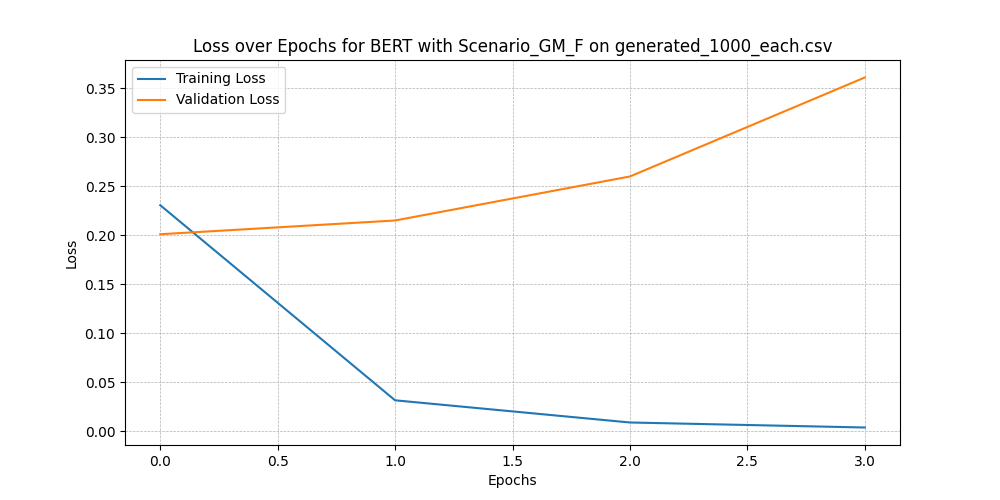 Loss over Epochs for BERT with Scenario_GM_F on generated_1000_each.csv
Training Loss
Validation Loss
0.35
0.30
0.25
0.20
0.15
0.10
0.05
0.00
Loss
0.0 0.5 1.0 1.5 2.0 2.5 3.0
Epochs